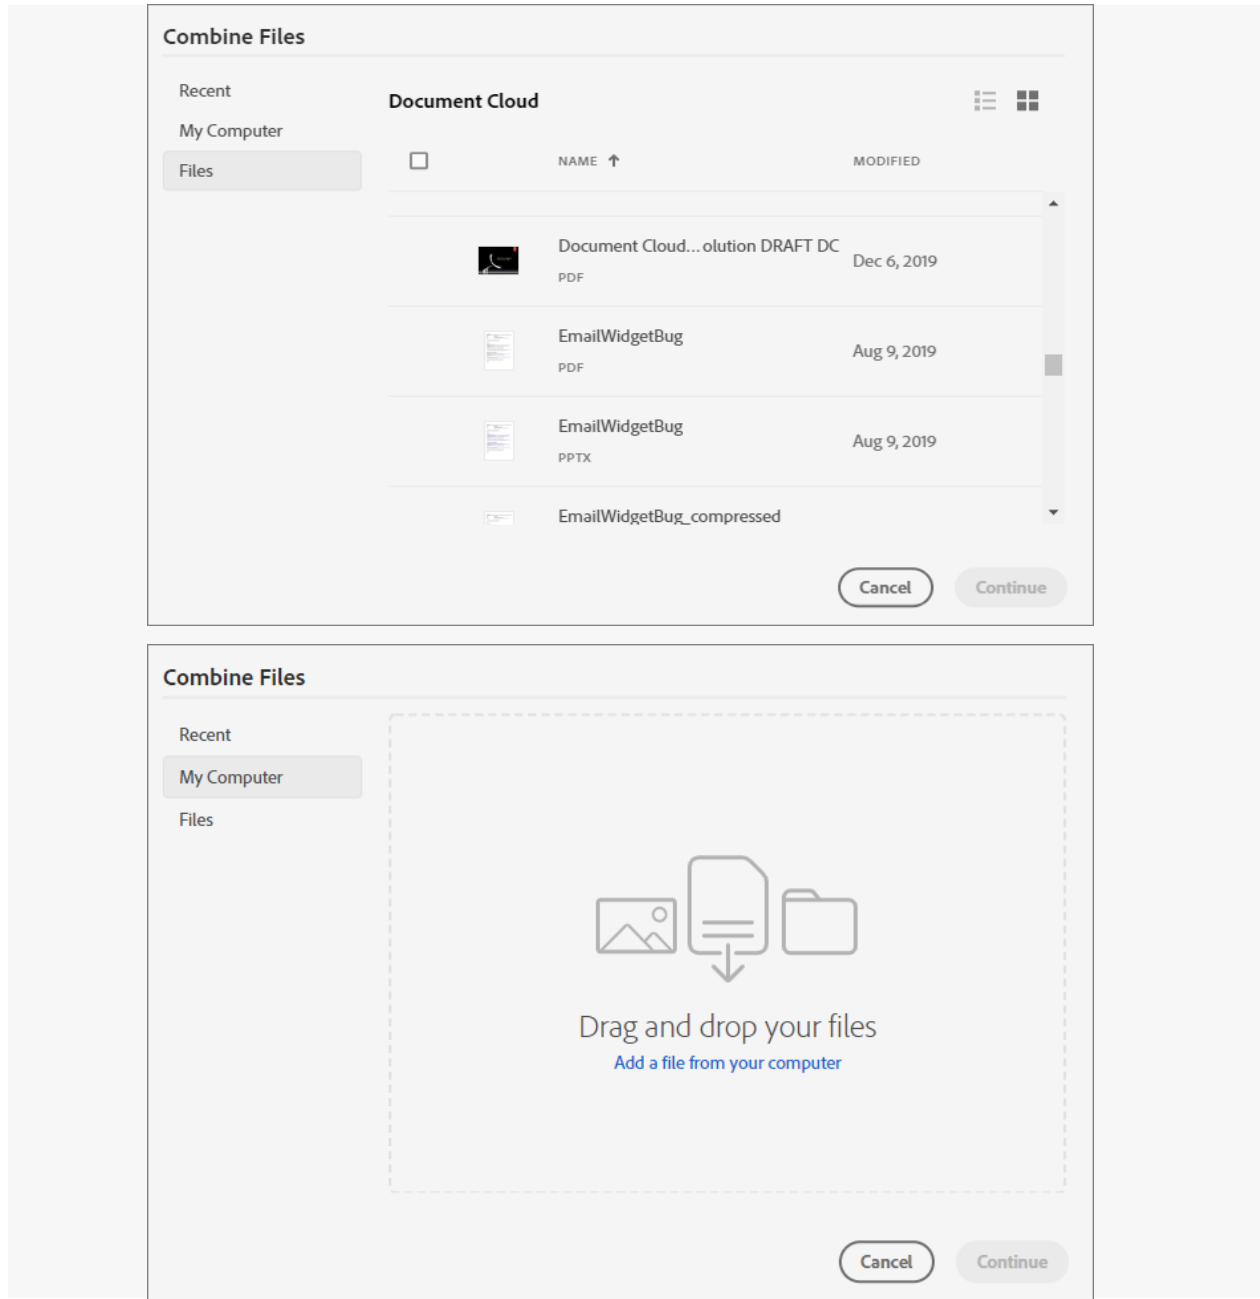 Combine Files
Recent
My Computer
Files
Document Cloud
NAME MODIFIED
Document Cloud...olution DRAFT DC
PDF
Dec 6, 2019
EmailWidgetBug
PDF
Aug 9, 2019
EmailWidgetBug
PPTX
Aug 9, 2019
EmailWidgetBug_compressed
Cancel Continue
Combine Files
Recent
My Computer
Files
Drag and drop your files
Add a file from your computer
Cancel Continue